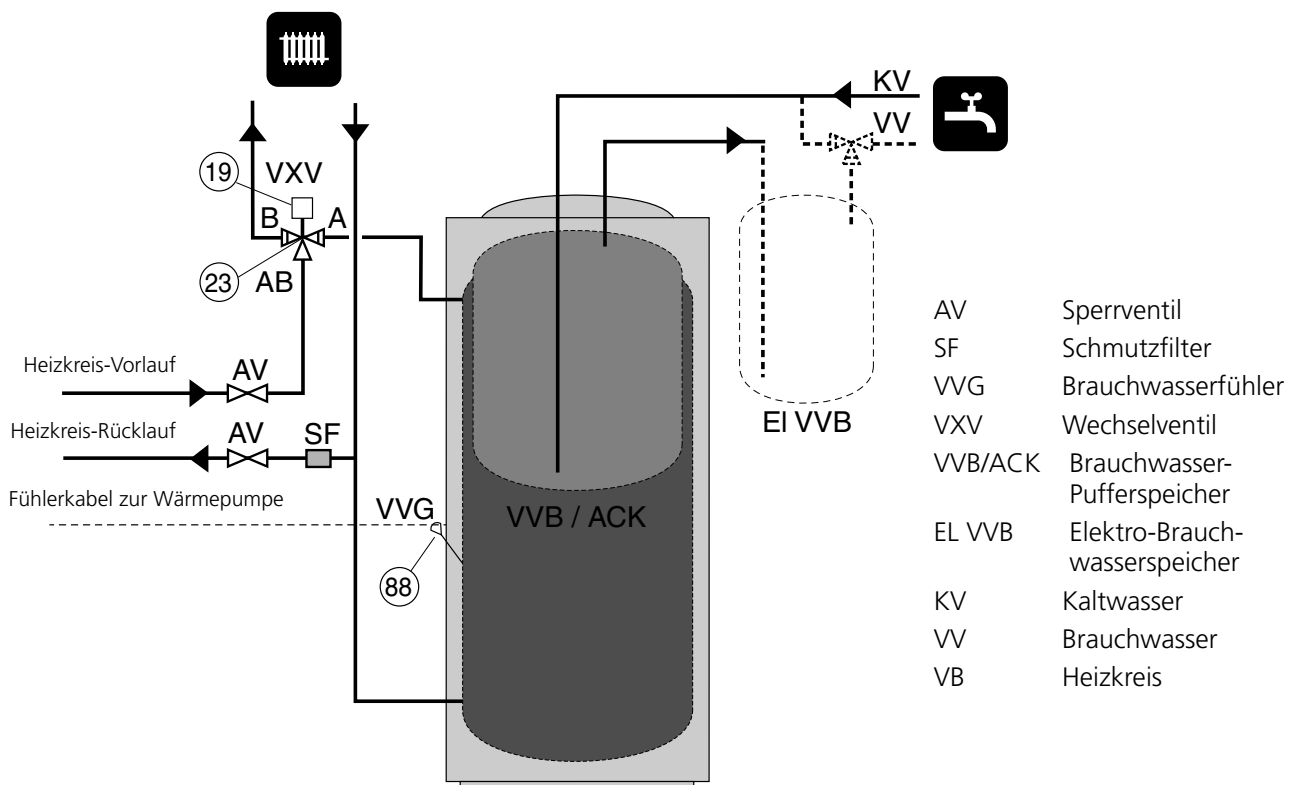 KV
VV
19
VXV
B
A
23
AB
Heizkreis-Vorlauf
AV
Heizkreis-Rücklauf
AV
SF
Fühlerkabel zur Wärmepumpe
VVG
88
VVB / ACK
El VVB
AV Sperrventil
SF Schmutzfilter
VVG Brauchwasserfühler
VXV Wechselventil
VVB/ACK Brauchwasser-
Pufferspeicher
EL VVB Elektro-Brauch-
wasserspeicher
KV Kaltwasser
VV Brauchwasser
VB Heizkreis